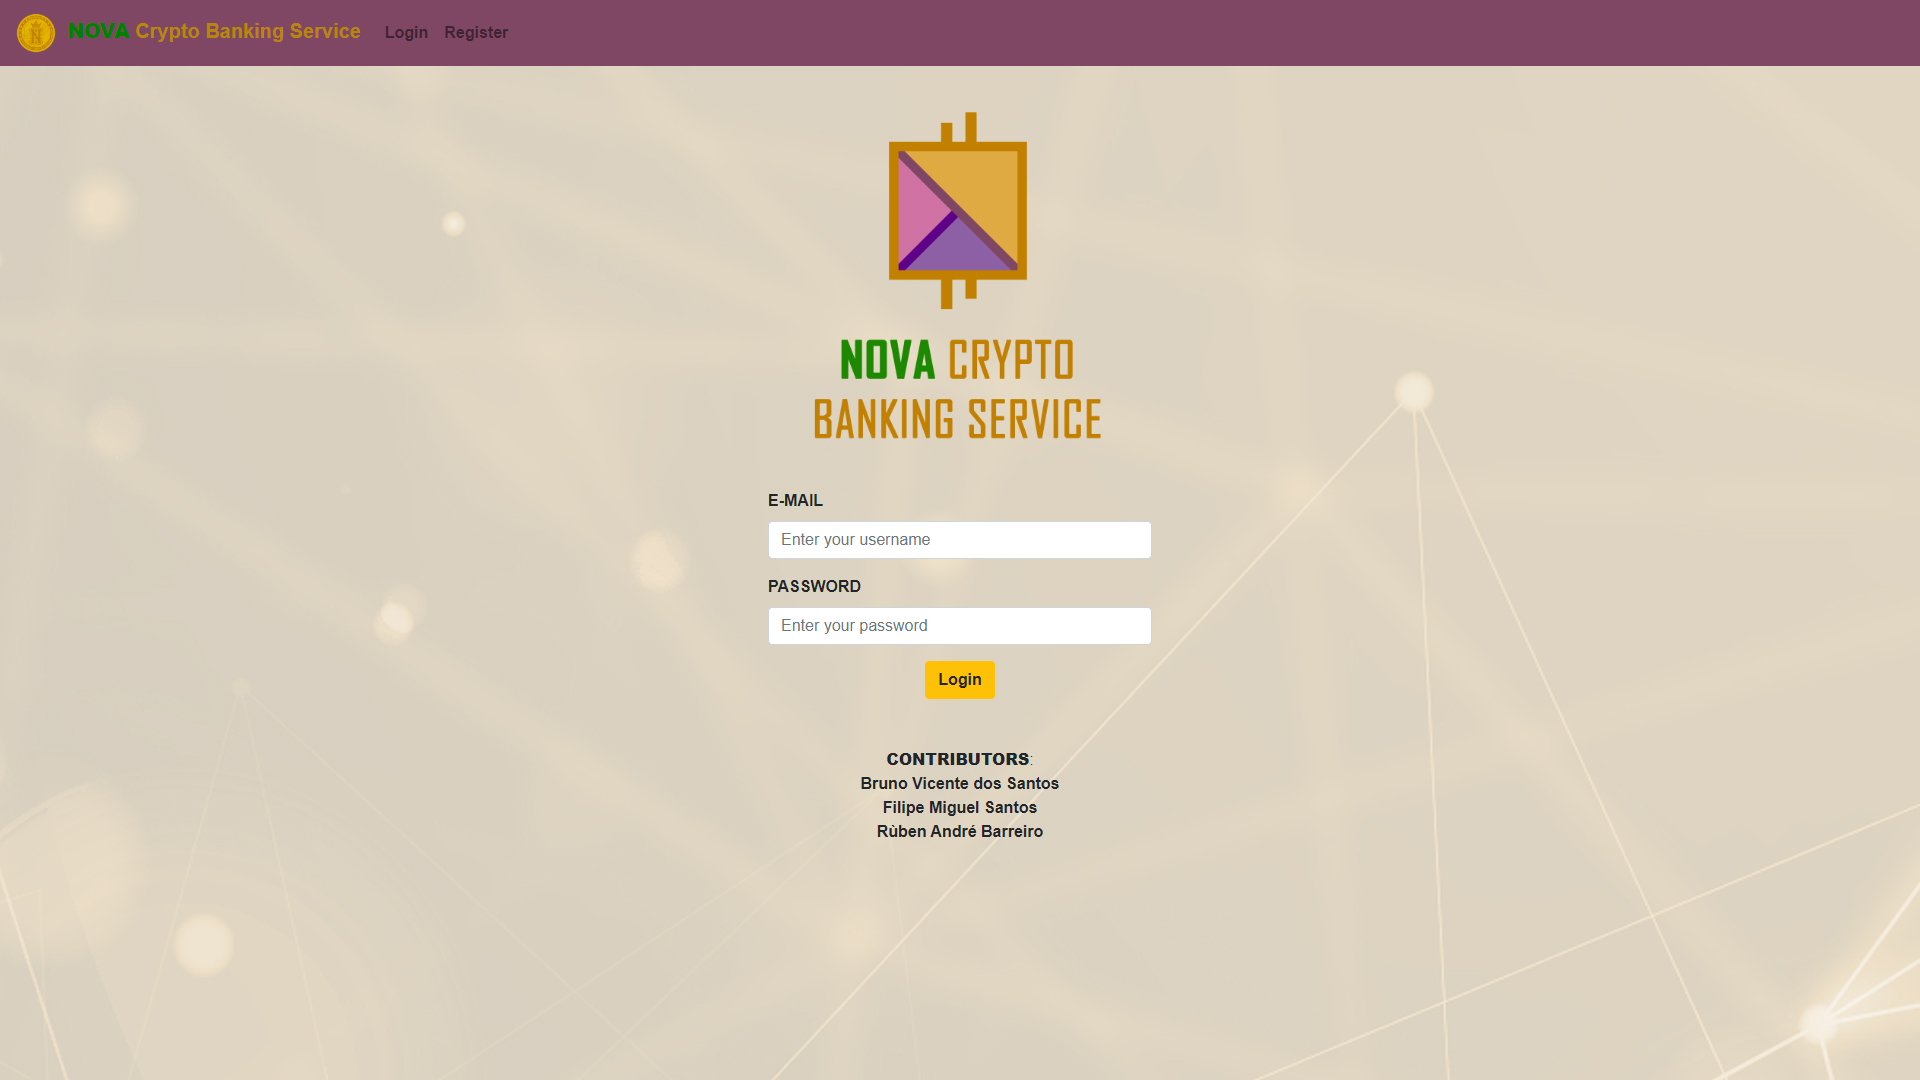 NOVA Crypto Banking Service Login Register
NOVA CRYPTO
BANKING SERVICE
E-MAIL
Enter your username
PASSWORD
Enter your password
Login
CONTRIBUTORS:
Bruno Vicente dos Santos
Filipe Miguel Santos
Rùben André Barreiro